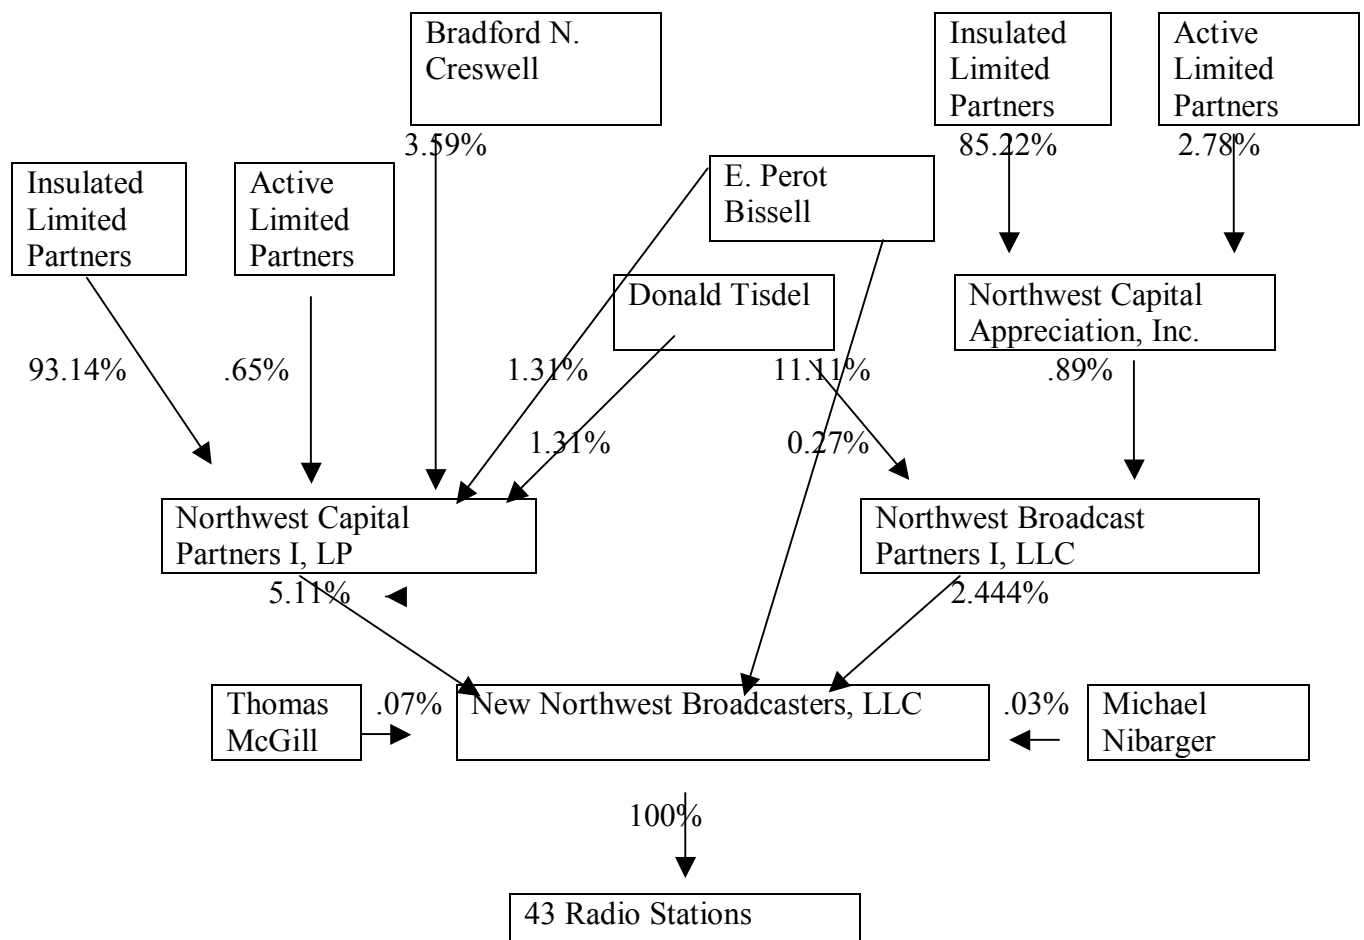 Bradford N.
Creswell
Insulated
Limited
Partners
Active
Limited
Partners
3.59%
85.22%
2.78%
Insulated
Limited
Partners
Active
Limited
Partners
E. Perot
Bissell
Donald Tisdel
Northwest Capital
Appreciation, Inc.
93.14%
.65%
1.31%
11.11%
.89%
1.31%
0.27%
Northwest Capital
Partners I, LP
Northwest Broadcast
Partners I, LLC
5.11%
2.444%
Thomas
McGill
.07%
New Northwest Broadcasters, LLC
.03%
Michael
Nibarger
100%
43 Radio Stations